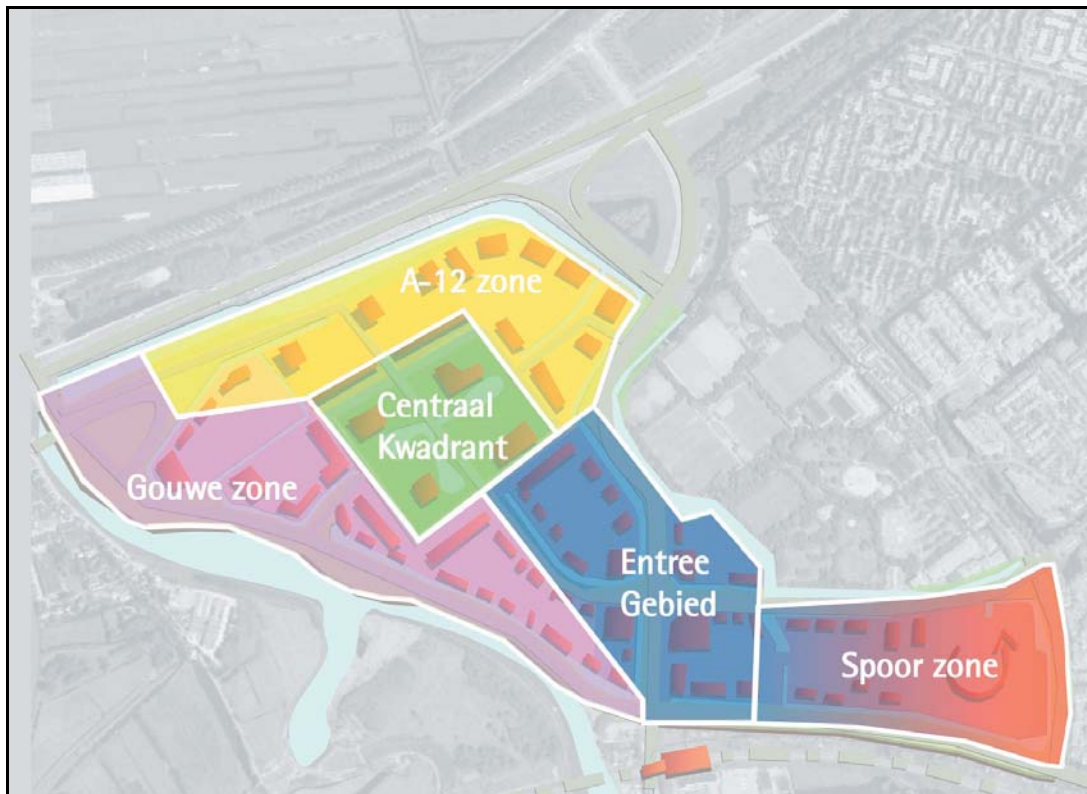 A-12 zone
Centraal
Kwadrant
Gouwe zone
Entree
Gebied
Spoor zone